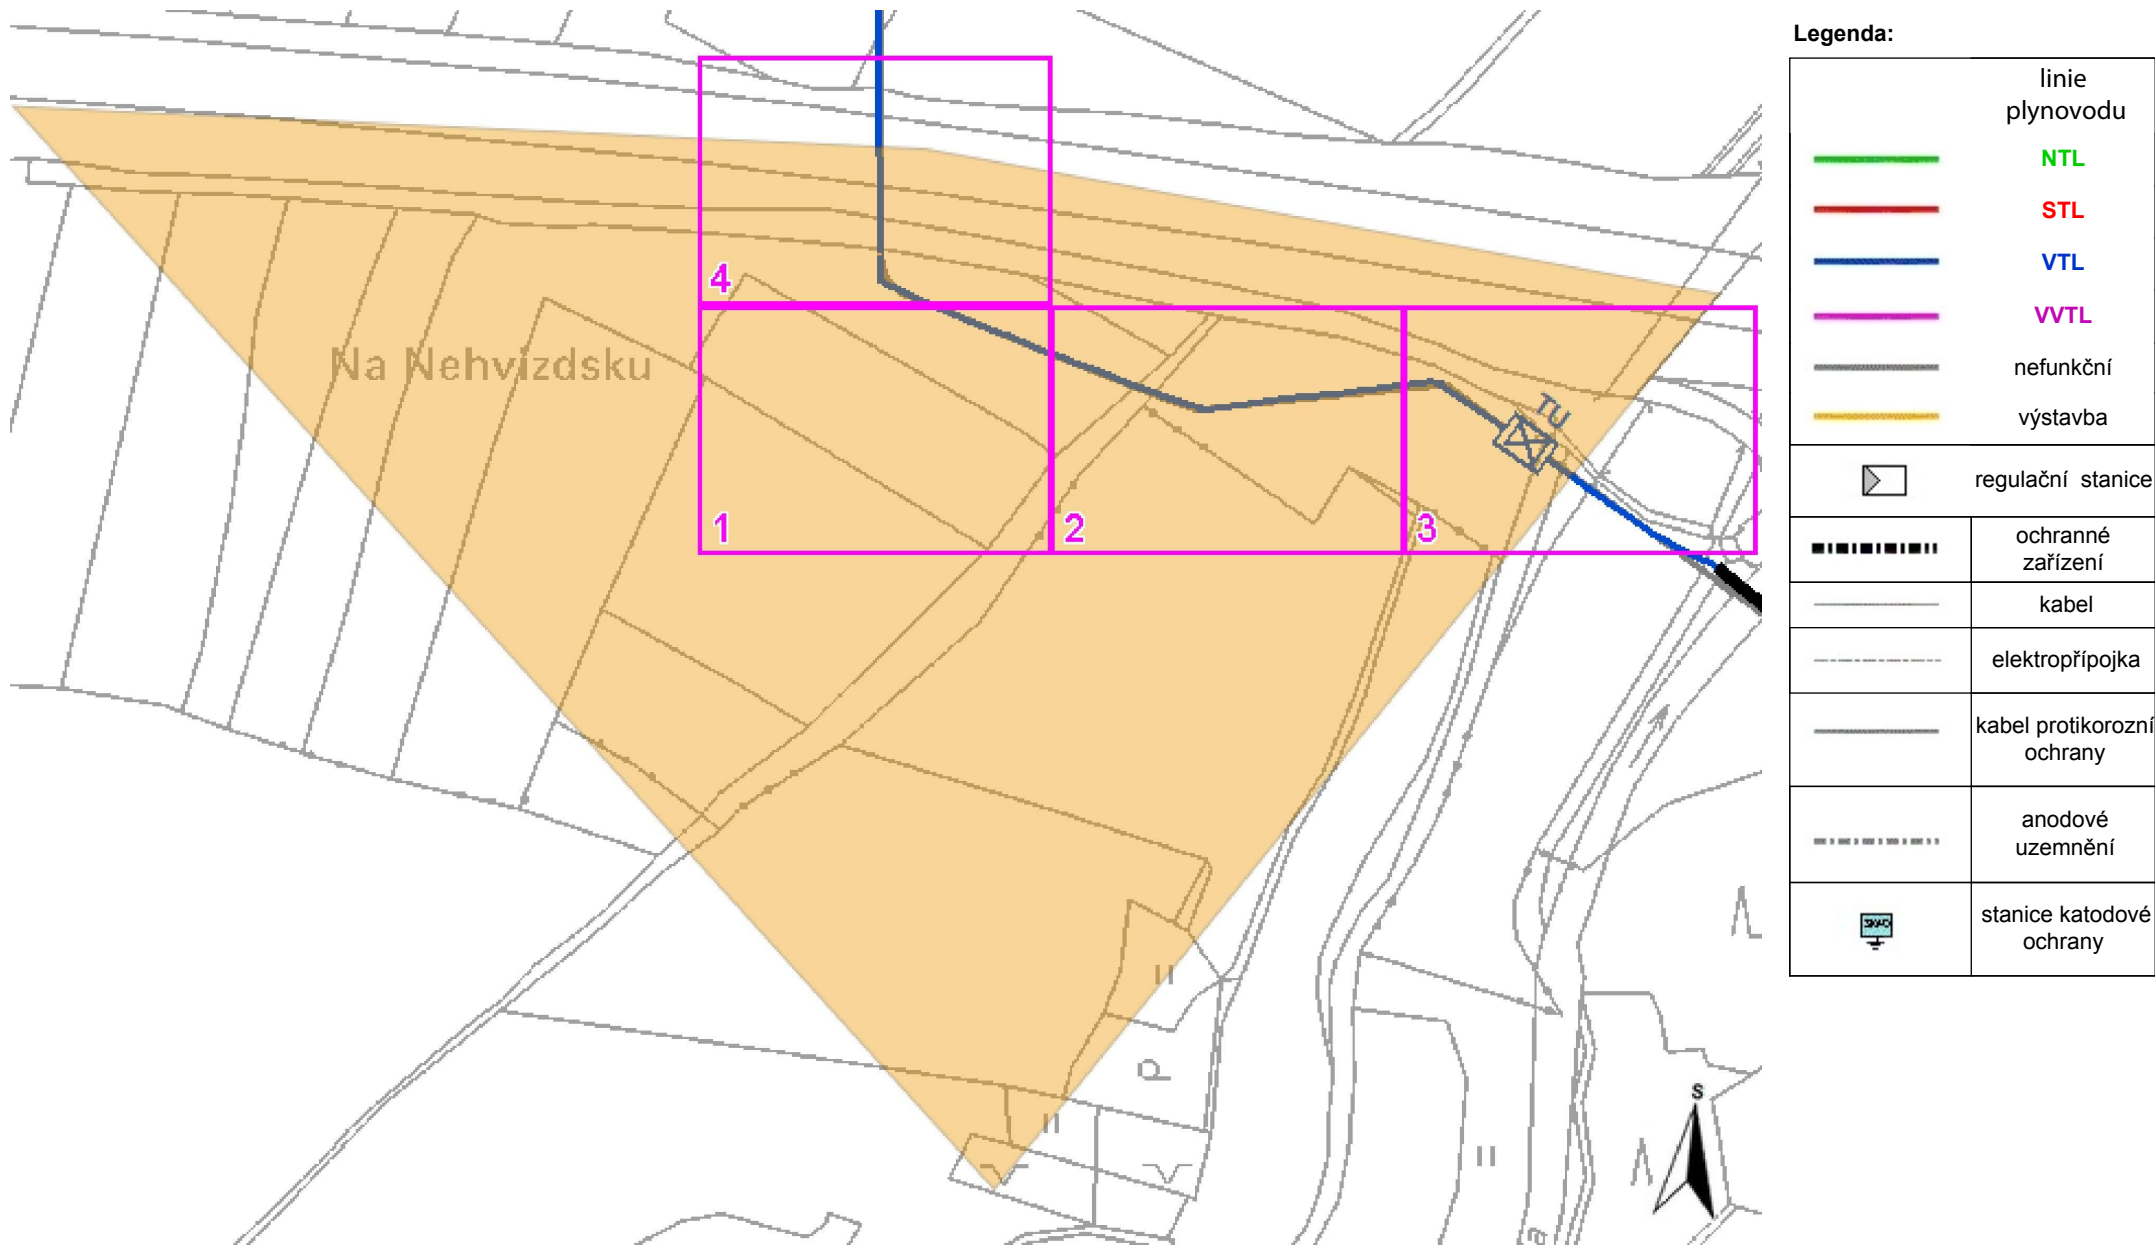 Na Nehvizdsku
4
1
2
3
TU
S
Legenda:
linie
plynovodu
NTL
STL
VTL
VVTL
nefunkční
výstavba
regulační stanice
ochranné
zařízení
kabel
elektropřípojka
kabel protikorozní
ochrany
anodové
uzemnění
stanice katodové
ochrany